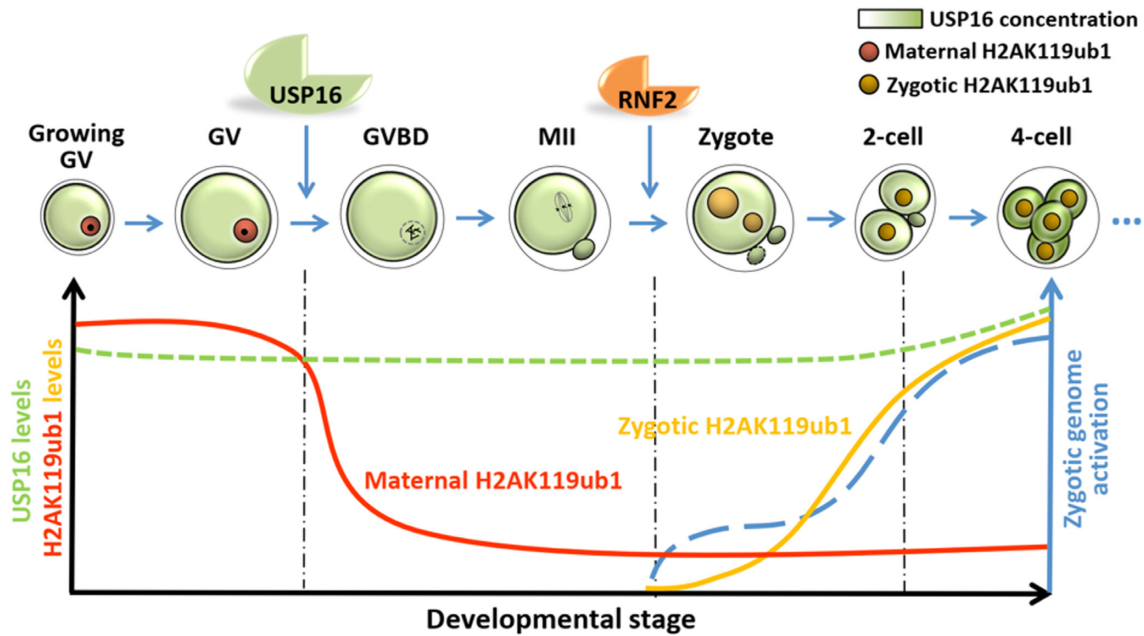 USP16 concentration
Maternal H2AK119ub1
Zygotic H2AK119ub1
USP16
RNF2
Growing
GV
GV
GVBD
MII
Zygote
2-cell
4-cell
...
USP16 levels
H2AK119ub1 levels
Maternal H2AK119ub1
Zygotic H2AK119ub1
Zygotic genome
activation
Developmental stage